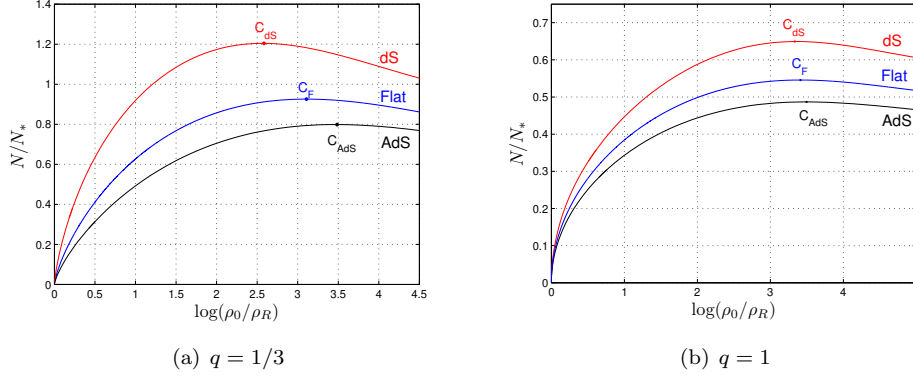 1.4
1.2
1
0.8
0.6
0.4
0.2
0
N/N*
C_dS
dS
C_F
Flat
C_AdS
AdS
0 0.5 1 1.5 2 2.5 3 3.5 4 4.5
log(ρ0/ρR)
(a) q = 1/3
0.7
0.6
0.5
0.4
0.3
0.2
0.1
0
N/N*
C_dS
dS
C_F
Flat
C_AdS
AdS
0 1 2 3 4
log(ρ0/ρR)
(b) q = 1